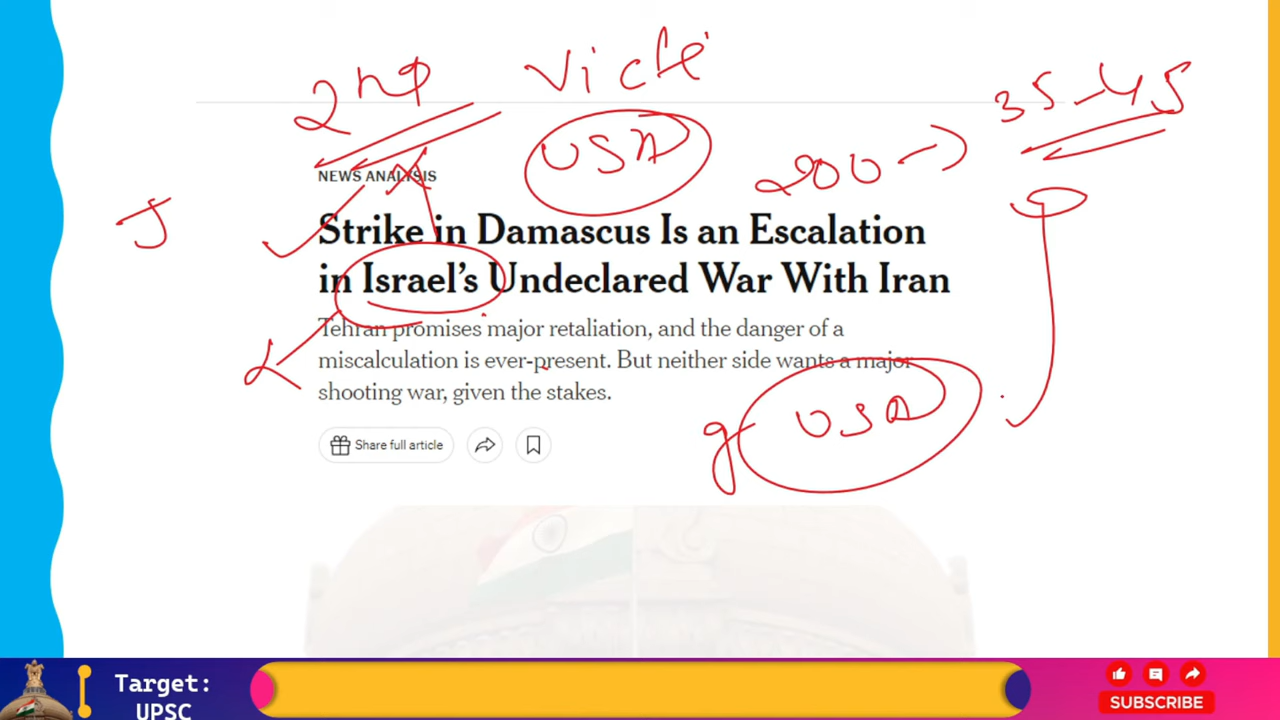 2nd
35-45
USA
200 →
NEWS ANALYSIS
J
Strike in Damascus Is an Escalation
in Israel's Undeclared War With Iran
Tehran promises major retaliation, and the danger of a
miscalculation is ever-present. But neither side wants a major
shooting war, given the stakes.
USA
Share full article
Target:
UPSC
SUBSCRIBE